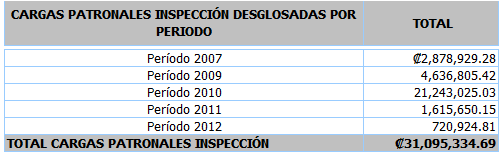 CARGAS PATRONALES INSPECCIÓN DESGLOSADAS POR PERIODO TOTAL
Período 2007 ₡2,878,929.28
Período 2009 4,636,805.42
Período 2010 21,243,025.03
Período 2011 1,615,650.15
Período 2012 720,924.81
TOTAL CARGAS PATRONALES INSPECCIÓN ₡31,095,334.69